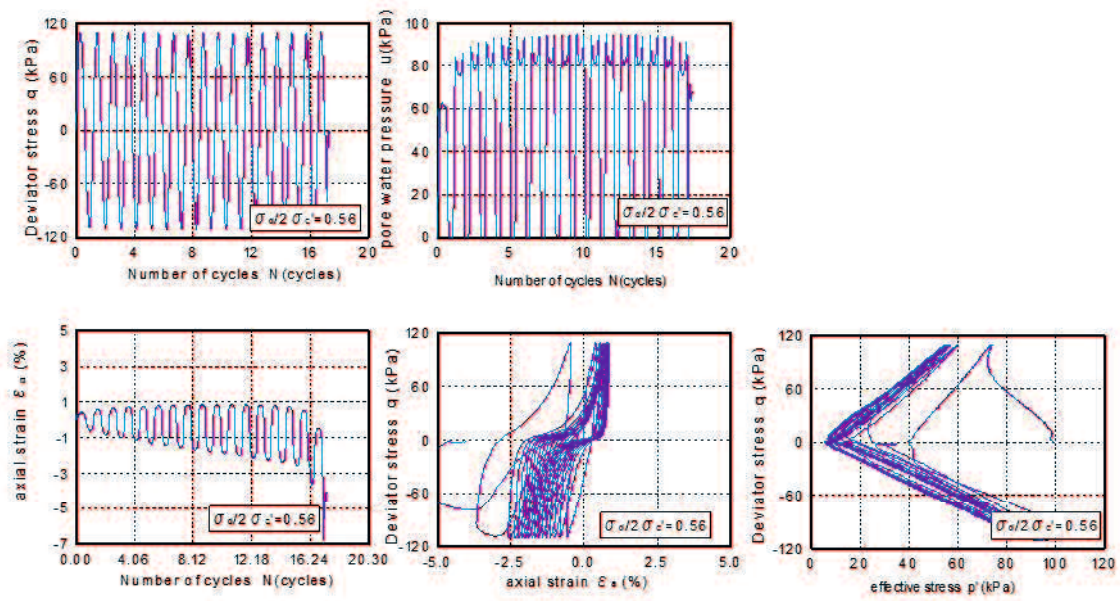 Deviator stress q (kPa)
120
60
0
-60
-120
0 4 8 12 16 20
Number of cycles N(cycles)
σd/2σc'=0.56
pore water pressure u(kPa)
100
80
60
40
20
0
0 5 10 15 20
Number of cycles N(cycles)
σd/2σc'=0.56
axial strain εa (%)
5
3
1
-1
-3
-5
-7
0.00 4.06 8.12 12.18 16.24 20.30
Number of cycles N(cycles)
σd/2σc'=0.56
Deviator stress q (kPa)
120
60
0
-60
-120
-5.0 -2.5 0.0 2.5 5.0
axial strain εa (%)
σd/2σc'=0.56
Deviator stress q (kPa)
120
60
0
-60
-120
0 20 40 60 80 100 120
effective stress p'(kPa)
σd/2σc'=0.56